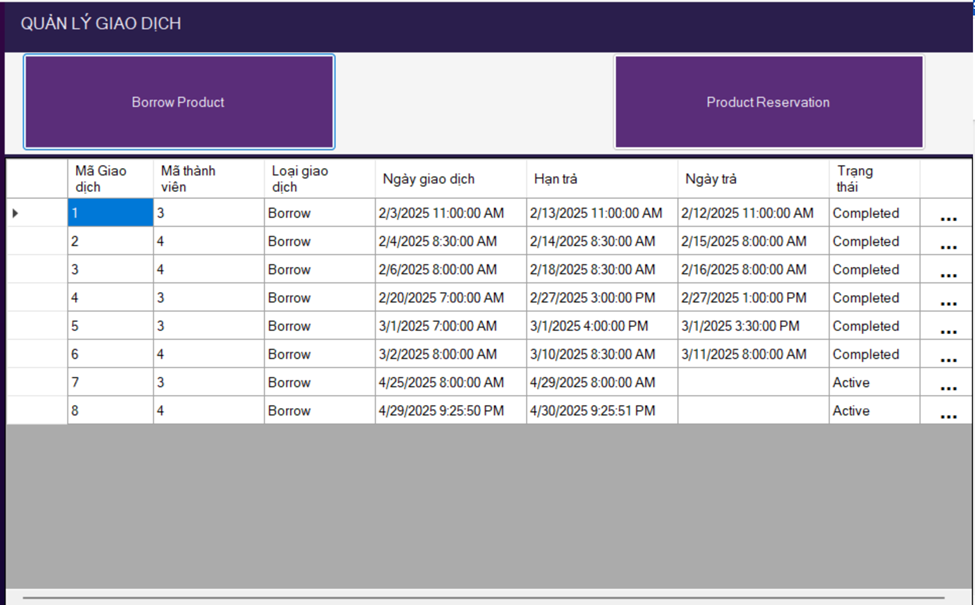 QUẢN LÝ GIAO DỊCH
Borrow Product
Product Reservation
Mã Giao dịch Mã thành viên Loại giao dịch Ngày giao dịch Hạn trả Ngày trả Trạng thái
1 3 Borrow 2/3/2025 11:00:00 AM 2/13/2025 11:00:00 AM 2/12/2025 11:00:00 AM Completed ...
2 4 Borrow 2/4/2025 8:30:00 AM 2/14/2025 8:30:00 AM 2/15/2025 8:00:00 AM Completed ...
3 4 Borrow 2/6/2025 8:00:00 AM 2/18/2025 8:30:00 AM 2/16/2025 8:00:00 AM Completed ...
4 3 Borrow 2/20/2025 7:00:00 AM 2/27/2025 3:00:00 PM 2/27/2025 1:00:00 PM Completed ...
5 3 Borrow 3/1/2025 7:00:00 AM 3/1/2025 4:00:00 PM 3/1/2025 3:30:00 PM Completed ...
6 4 Borrow 3/2/2025 8:00:00 AM 3/10/2025 8:30:00 AM 3/11/2025 8:00:00 AM Completed ...
7 3 Borrow 4/25/2025 8:00:00 AM 4/29/2025 8:00:00 AM Active ...
8 4 Borrow 4/29/2025 9:25:50 PM 4/30/2025 9:25:51 PM Active ...